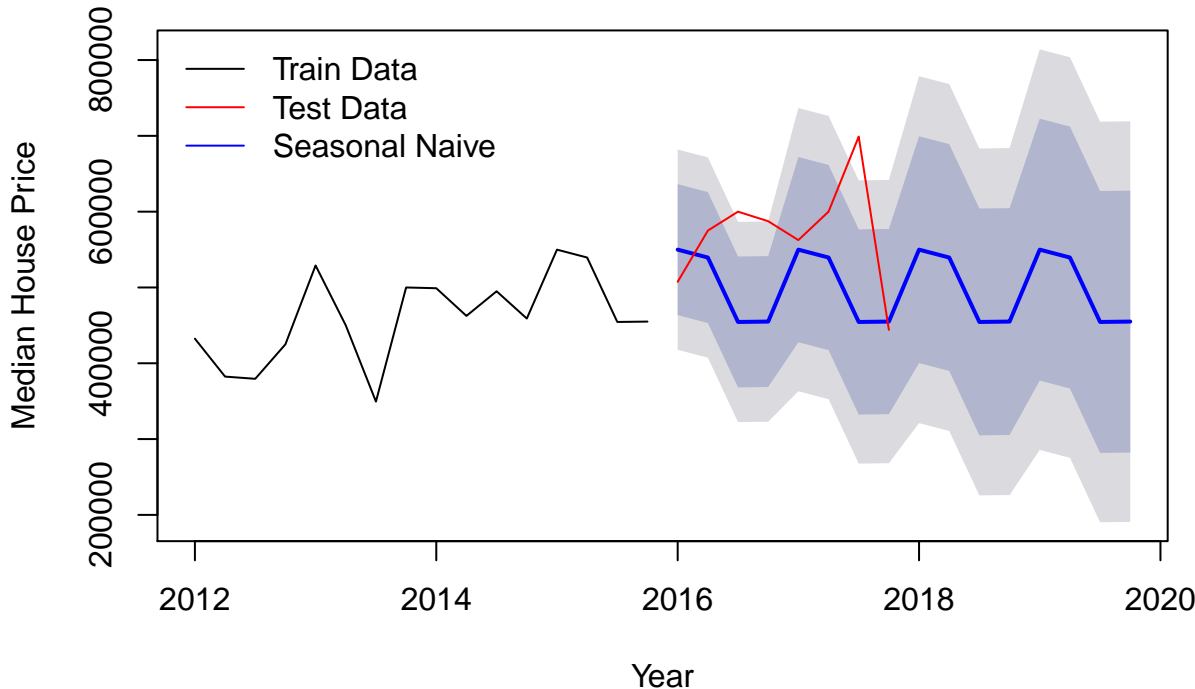 800000
600000
400000
200000
Median House Price
Train Data
Test Data
Seasonal Naive
2012 2014 2016 2018 2020
Year